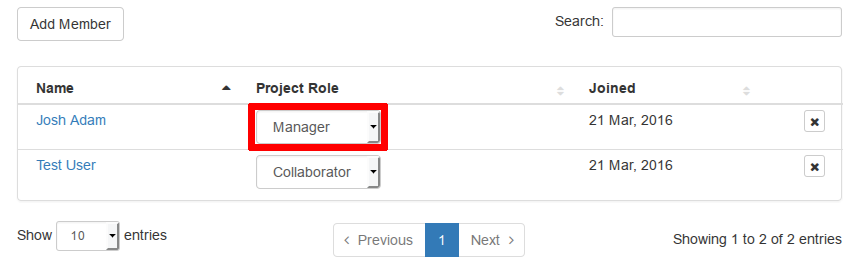 Add Member
Search:
Name Project Role Joined
Josh Adam Manager 21 Mar, 2016
Test User Collaborator 21 Mar, 2016
Show 10 entries Previous 1 Next Showing 1 to 2 of 2 entries